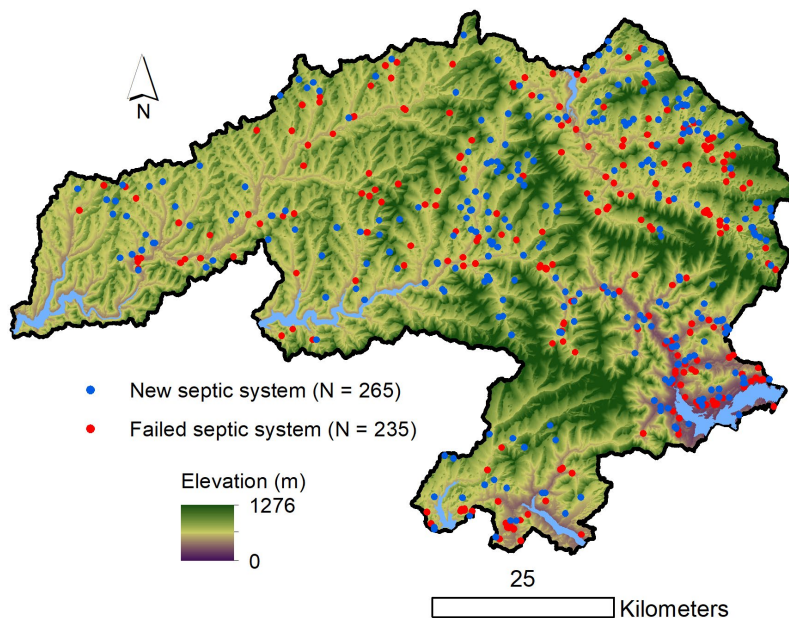 N
New septic system (N = 265)
Failed septic system (N = 235)
Elevation (m)
1276
0
25
Kilometers